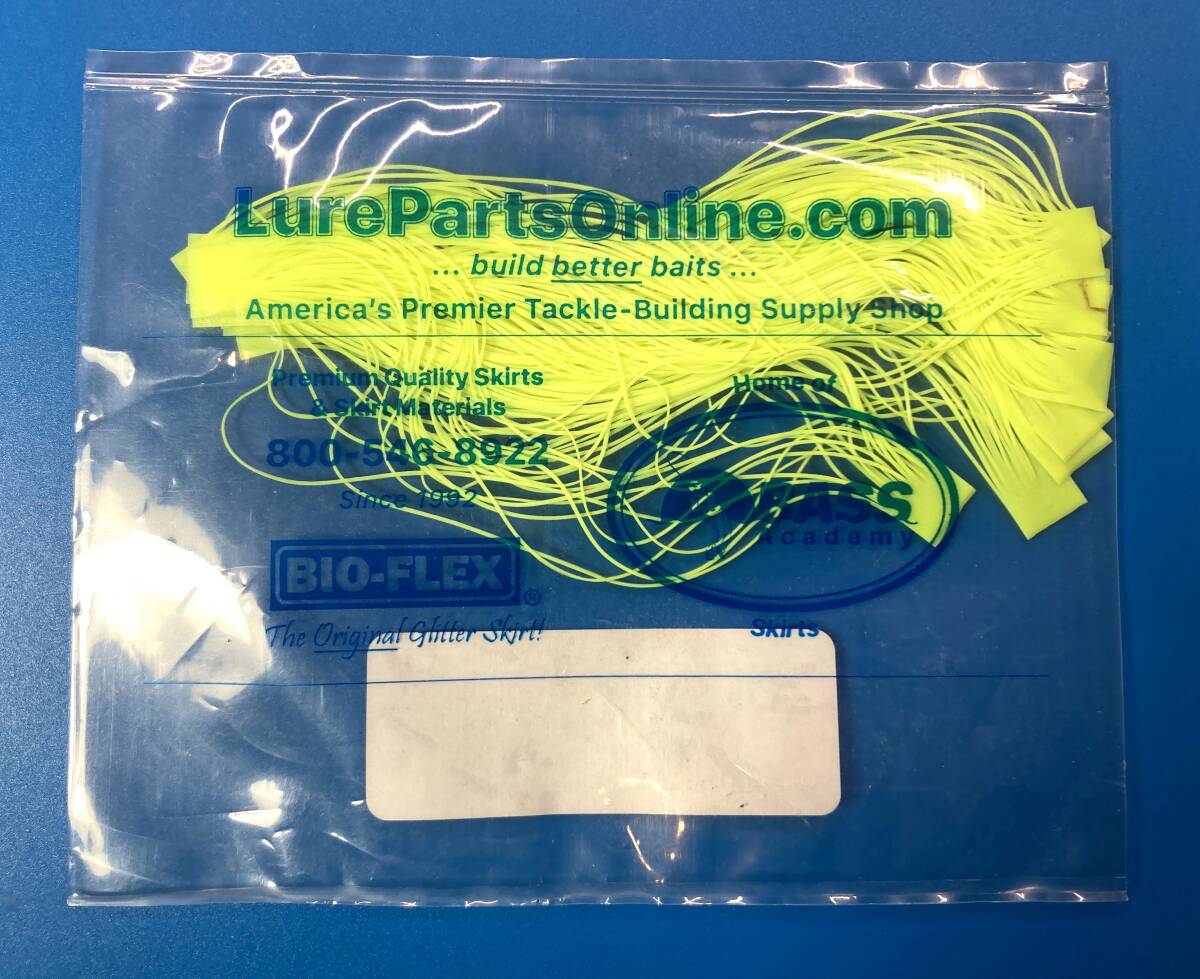 LurePartsOnline.com
... build better baits ...
America's Premier Tackle-Building Supply Shop
Premium Quality Skirts
& Skirt Materials
800-546-8922
Since 1992
BIO-FLEX®
The Original Glitter Skirt!
Home of
BASS
Academy
Skirts